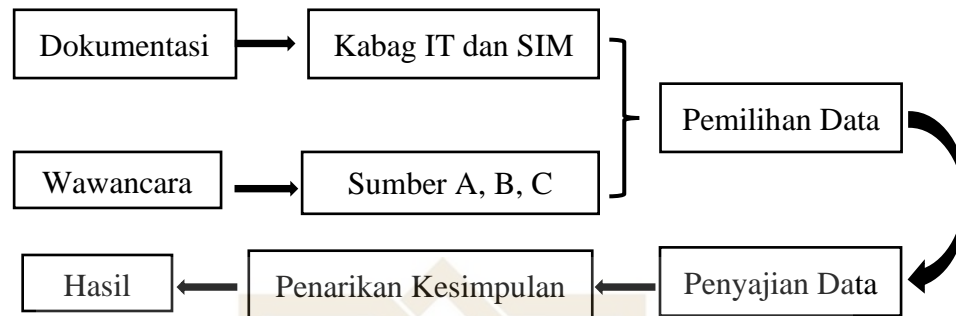 Dokumentasi
Kabag IT dan SIM
Pemilihan Data
Wawancara
Sumber A, B, C
Hasil
Penarikan Kesimpulan
Penyajian Data